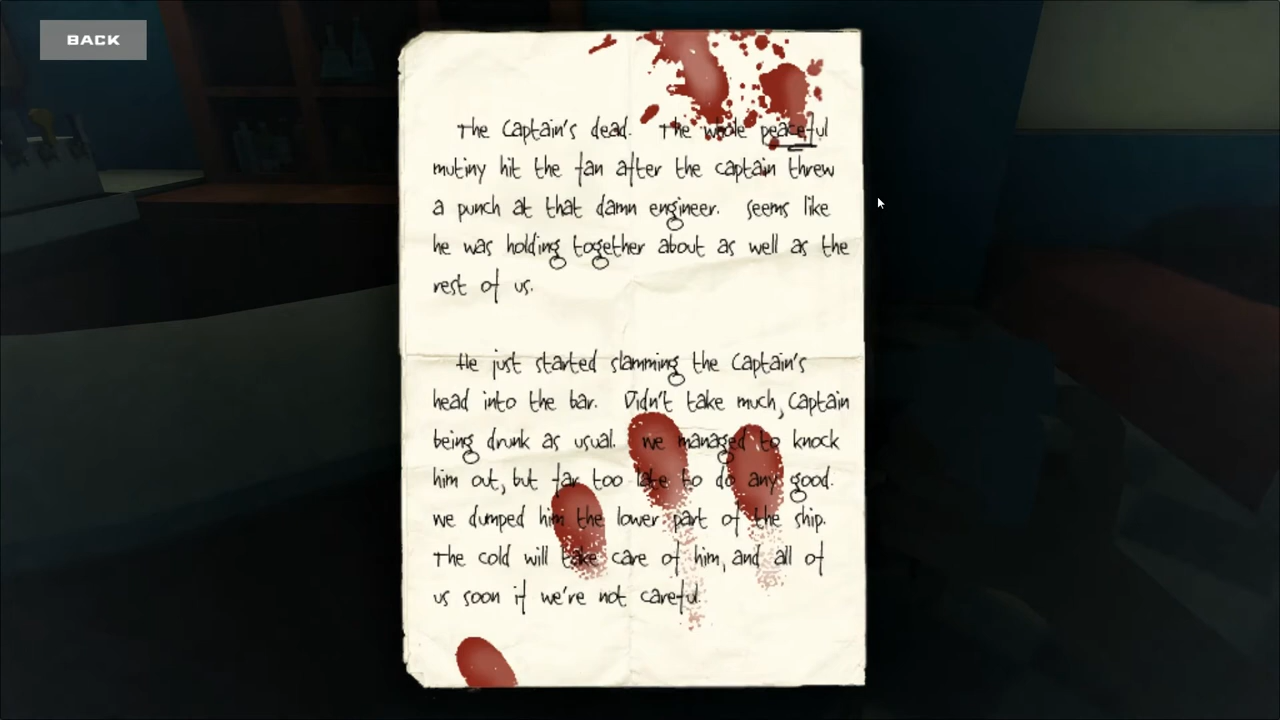 BACK
The Captain's dead. The whole peaceful
mutiny hit the fan after the captain threw
a punch at that damn engineer. Seems like
he was holding together about as well as the
rest of us.
He just started slamming the Captain's
head into the bar. Didn't take much, Captain
being drunk as usual. We managed to knock
him out, but far too late to do any good.
We dumped him the lower part of the ship.
The cold will take care of him, and all of
us soon if we're not careful.